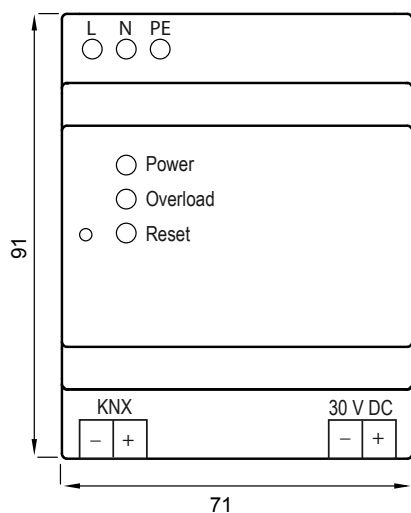 L N PE
Power
Overload
Reset
91
KNX 30 V DC
– + – +
71